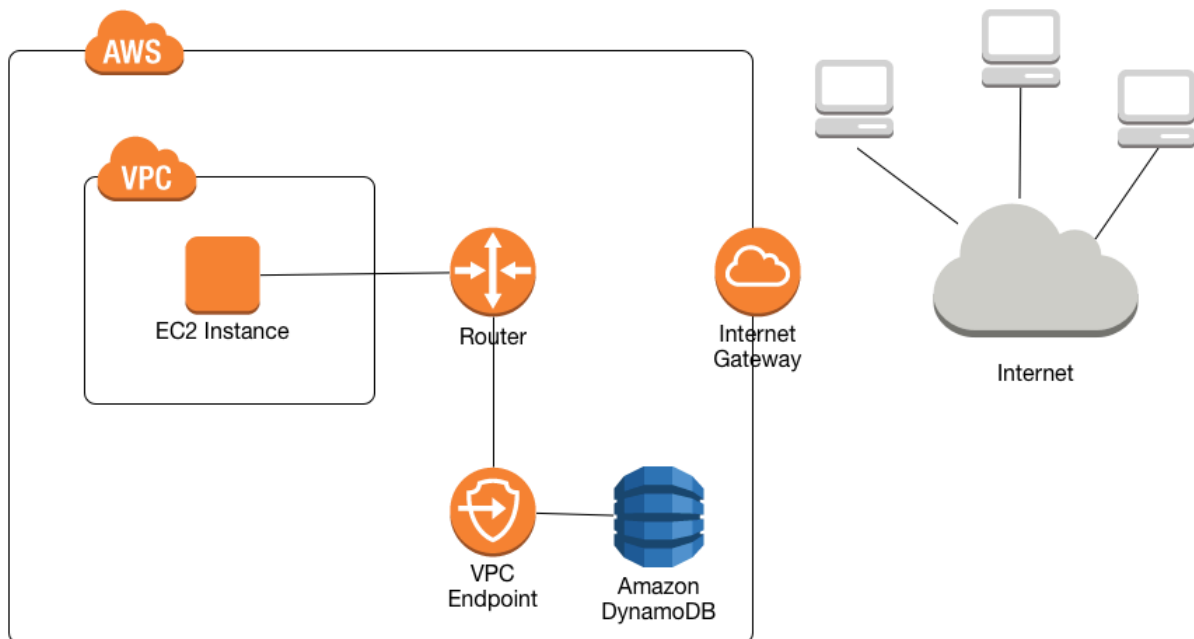 AWS
VPC
EC2 Instance
Router
Internet
Gateway
Internet
VPC
Endpoint
Amazon
DynamoDB